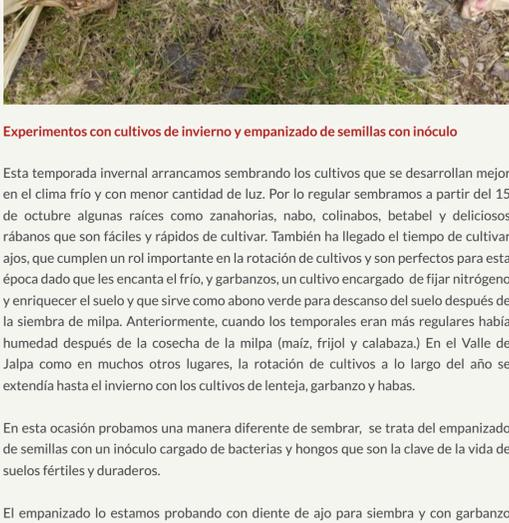 Experimentos con cultivos de invierno y empanizado de semillas con inóculo
Esta temporada invernal arrancamos sembrando los cultivos que se desarrollan mejor
en el clima frío y con menor cantidad de luz. Por lo regular sembramos a partir del 15
de octubre algunas raíces como zanahorias, nabo, colinabos, betabel y deliciosos
rábanos que son fáciles y rápidos de cultivar. También ha llegado el tiempo de cultivar
ajos, que cumplen un rol importante en la rotación de cultivos y son perfectos para esta
época dado que les encanta el frío, y garbanzos, un cultivo encargado de fijar nitrógeno
y enriquecer el suelo y que sirve como abono verde para descanso del suelo después de
la siembra de milpa. Anteriormente, cuando los temporales eran más regulares había
humedad después de la cosecha de la milpa (maíz, frijol y calabaza.) En el Valle de
Jalpa como en muchos otros lugares, la rotación de cultivos a lo largo del año se
extendía hasta el invierno con los cultivos de lenteja, garbanzo y habas.
En esta ocasión probamos una manera diferente de sembrar, se trata del empanizado
de semillas con un inóculo cargado de bacterias y hongos que son la clave de la vida de
suelos fértiles y duraderos.
El empanizado lo estamos probando con diente de ajo para siembra y con garbanzo